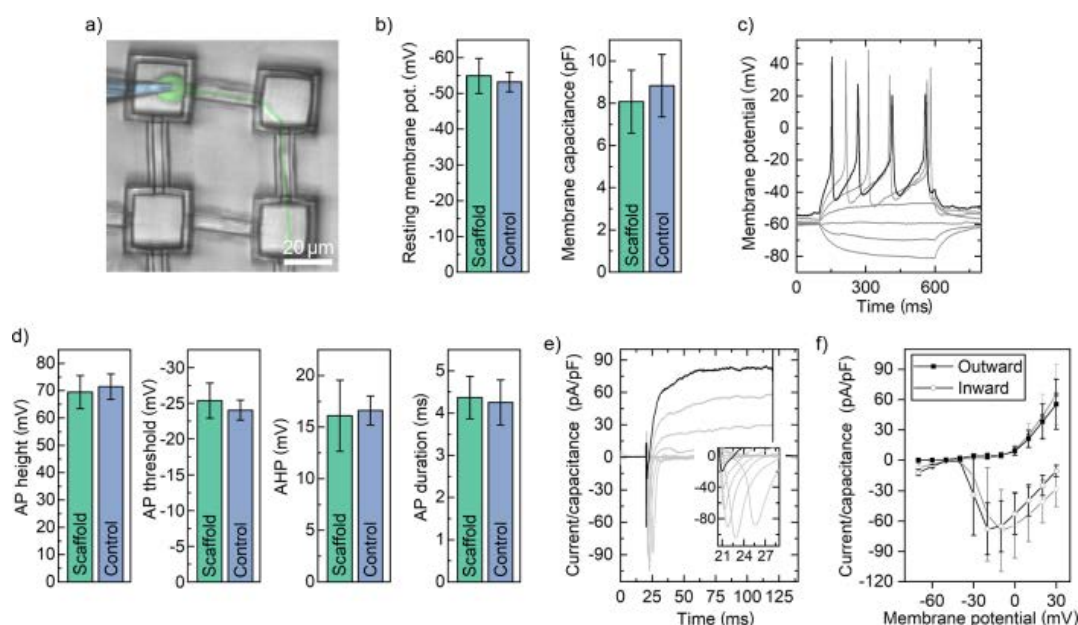 a)
20 µm
b)
Resting membrane pot. (mV)
-60
-50
-40
-30
-20
-10
0
Scaffold
Control
Membrane capacitance (pF)
10
8
6
4
2
0
Scaffold
Control
c)
Membrane potential (mV)
40
0
-40
-60
-80
0
300
600
Time (ms)
d)
AP height (mV)
80
70
60
50
40
30
20
10
0
Scaffold
Control
AP threshold (mV)
-30
-25
-20
-15
-10
-5
0
Scaffold
Control
AHP (mV)
20
16
12
8
4
0
Scaffold
Control
AP duration (ms)
5
4
3
2
1
0
Scaffold
Control
e)
Current/capacitance (pA/pF)
90
60
30
0
-30
-60
-90
0
-40
-80
21
24
27
0
25
50
75
100
125
Time (ms)
f)
Current/capacitance (pA/pF)
Outward
Inward
90
60
30
0
-30
-60
-90
-120
-60
-30
0
30
Membrane potential (mV)